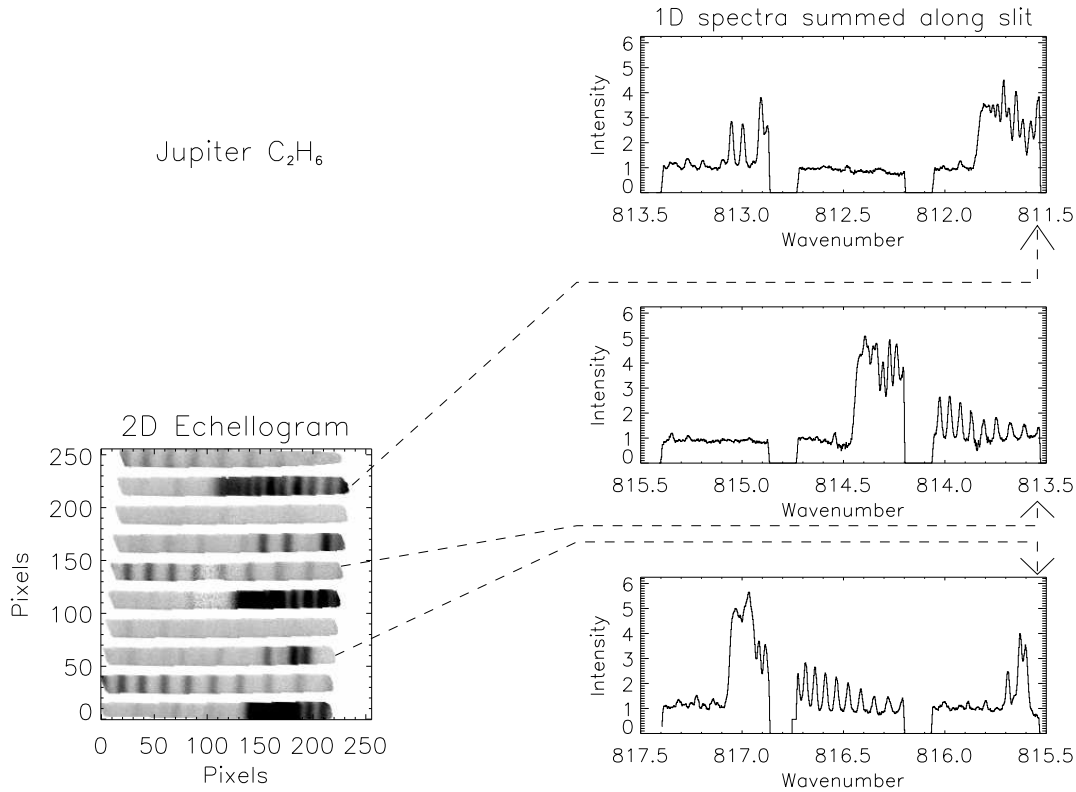 1D spectra summed along slit
Jupiter C₂H₆
Intensity
6
5
4
3
2
1
0
813.5 813.0 812.5 812.0 811.5
Wavenumber
Intensity
6
5
4
3
2
1
0
815.5 815.0 814.5 814.0 813.5
Wavenumber
2D Echellogram
Pixels
250
200
150
100
50
0
0 50 100 150 200 250
Pixels
Intensity
6
5
4
3
2
1
0
817.5 817.0 816.5 816.0 815.5
Wavenumber